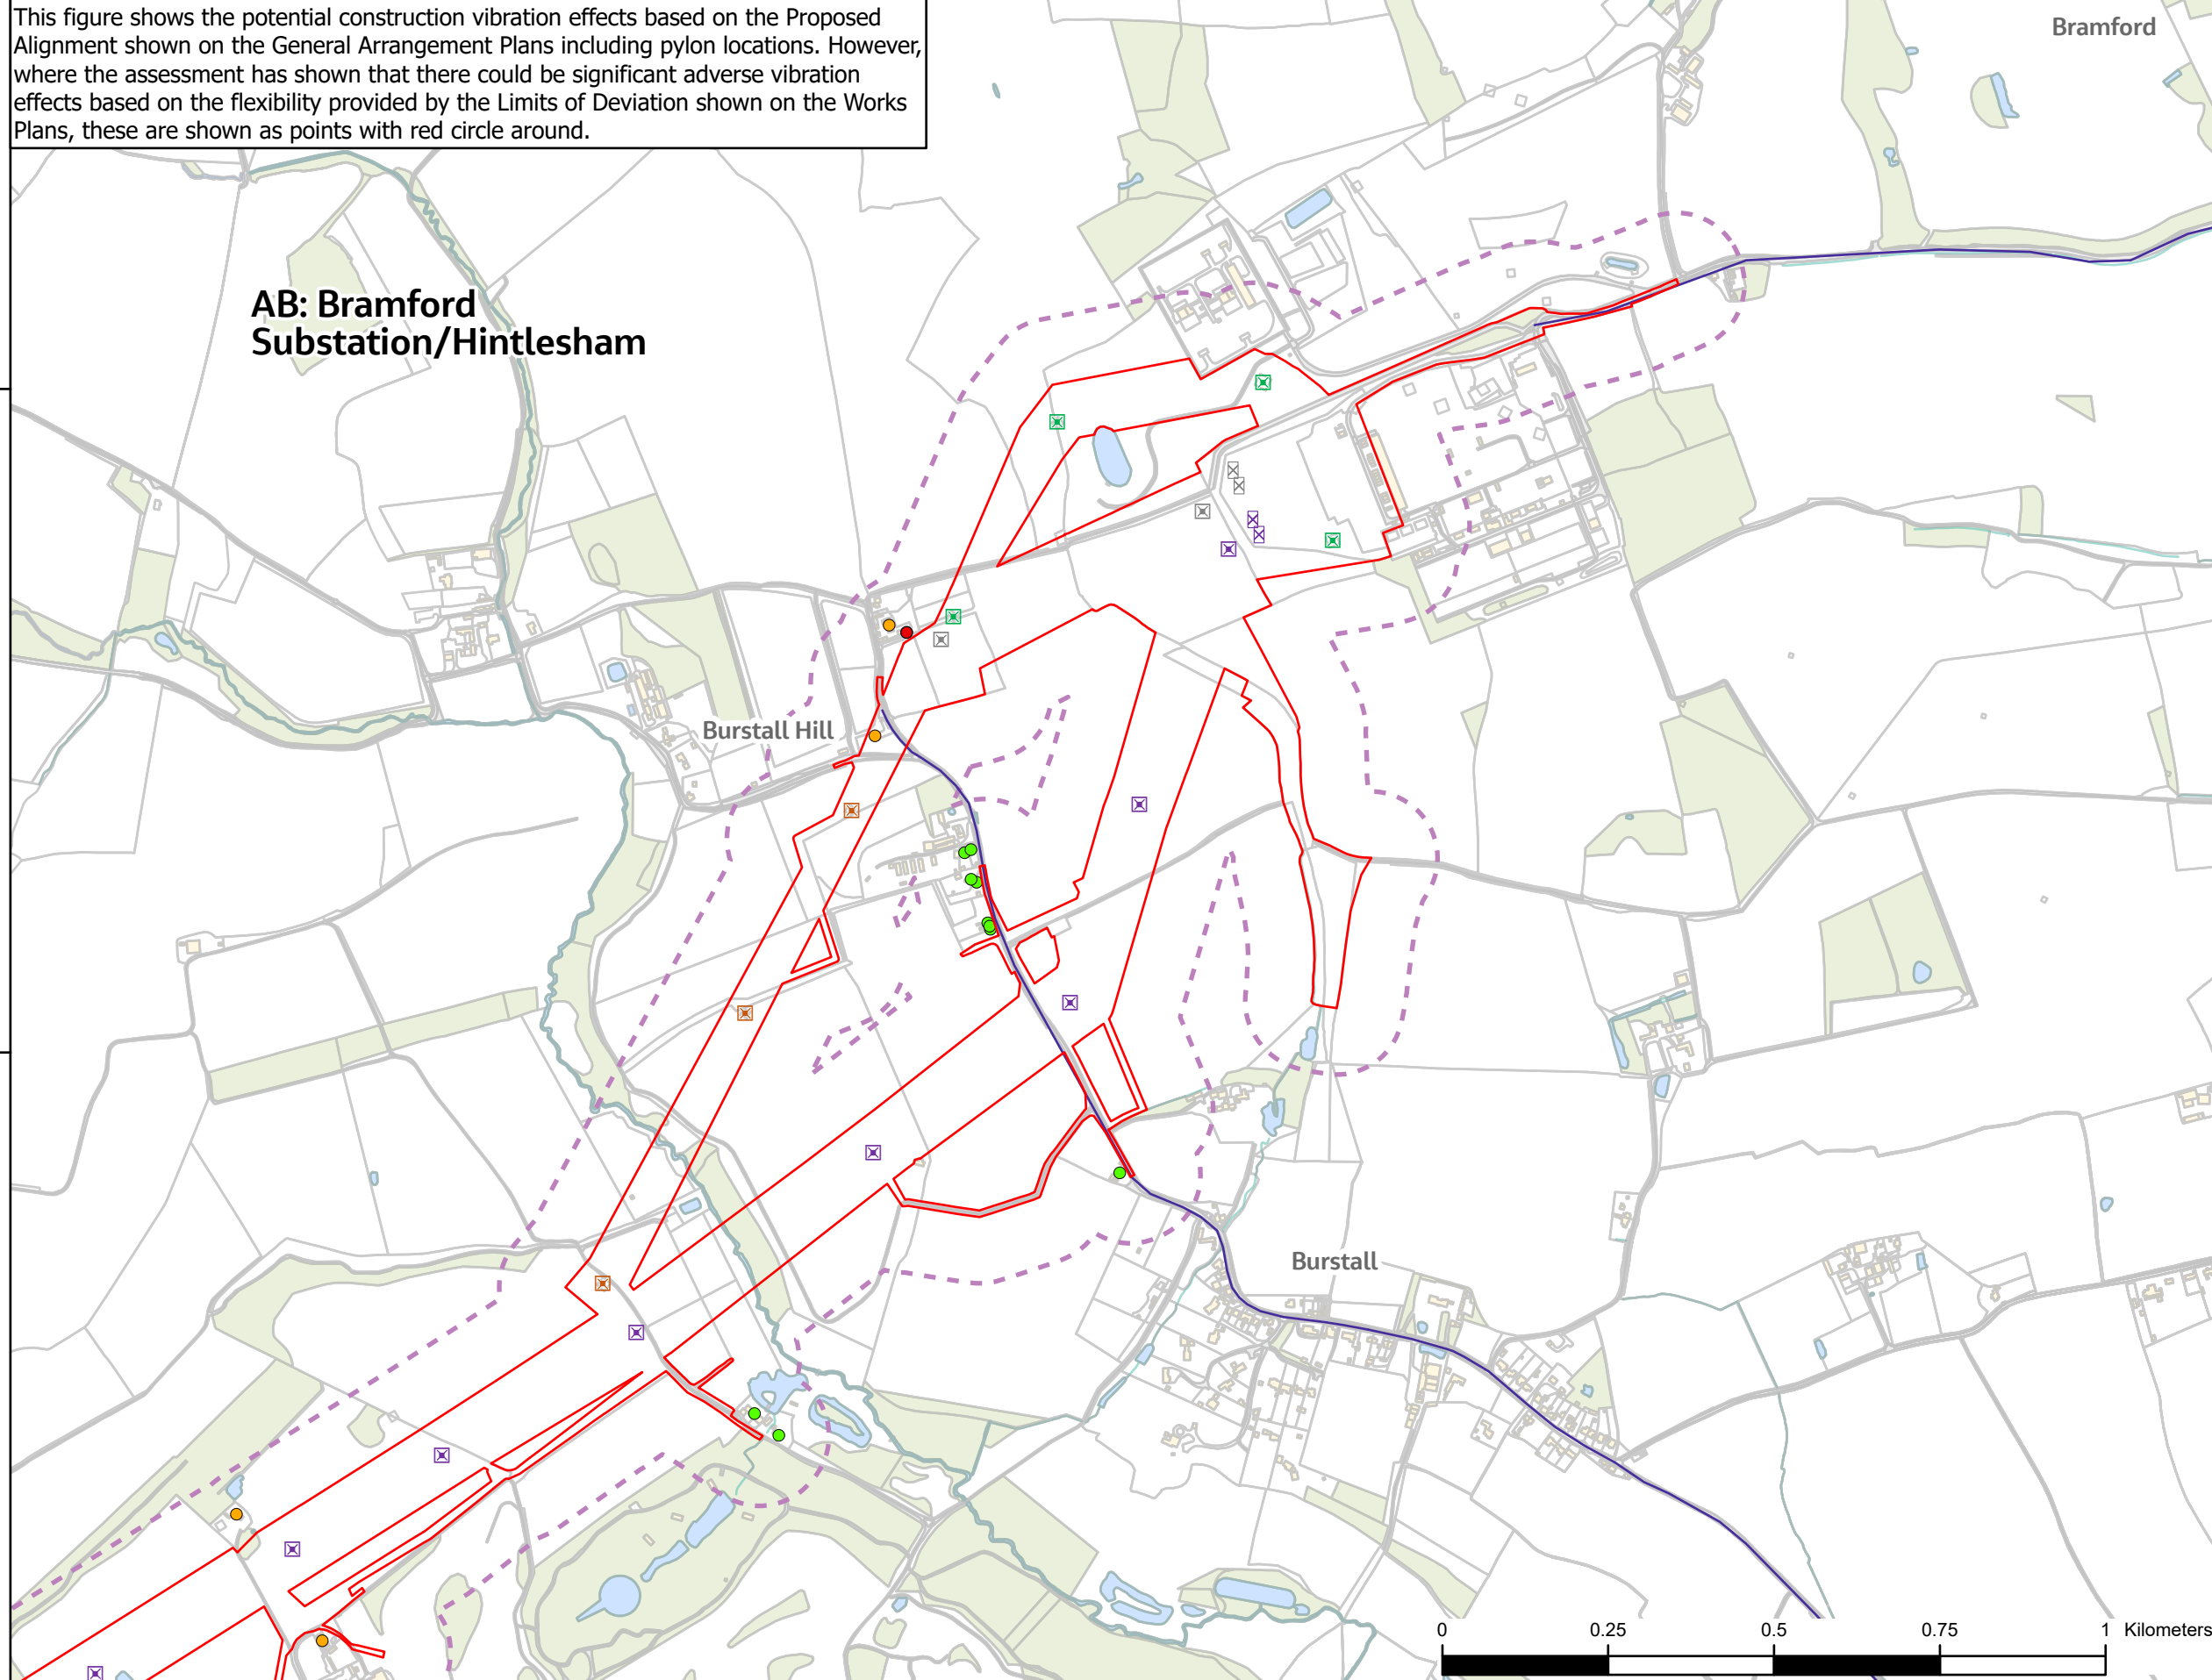 This figure shows the potential construction vibration effects based on the Proposed
Alignment shown on the General Arrangement Plans including pylon locations. However,
where the assessment has shown that there could be significant adverse vibration
effects based on the flexibility provided by the Limits of Deviation shown on the Works
Plans, these are shown as points with red circle around.
Bramford
AB: Bramford
Substation/Hintlesham
Burstall Hill
Burstall
0 0.25 0.5 0.75 1 Kilometers